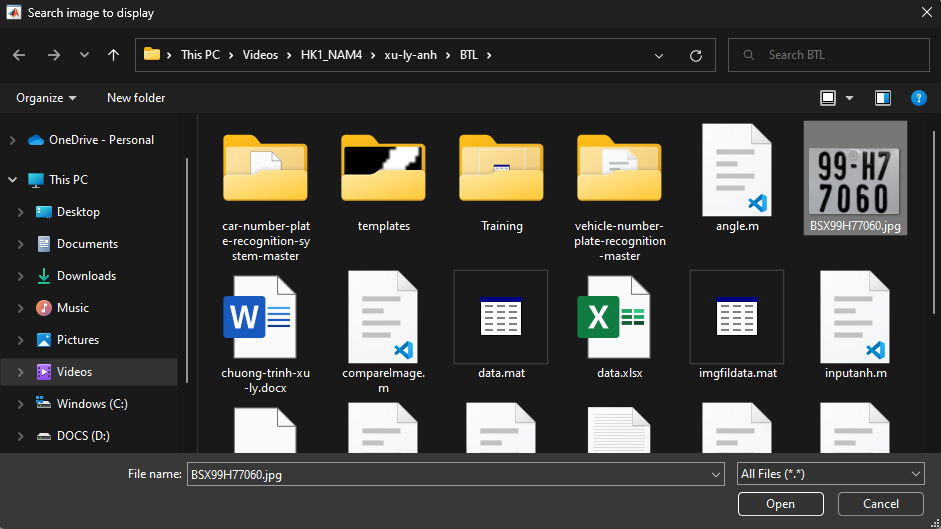 Search image to display
This PC
Videos
HK1_NAM4
xu-ly-anh
BTL
Search BTL
Organize
New folder
?
OneDrive - Personal
This PC
Desktop
Documents
Downloads
Music
Pictures
Videos
Windows (C:)
DOCS (D:)
car-number-plat
e-recognition-sy
stem-master
templates
Training
vehicle-number-
plate-recognition
-master
angle.m
99-H7
7060
BSX99H77060.jpg
W
chuong-trinh-xu
-ly.docx
compareImage.
m
data.mat
X
data.xlsx
imgfildata.mat
inputanh.m
File name:
BSX99H77060.jpg
All Files (*.*)
Open
Cancel